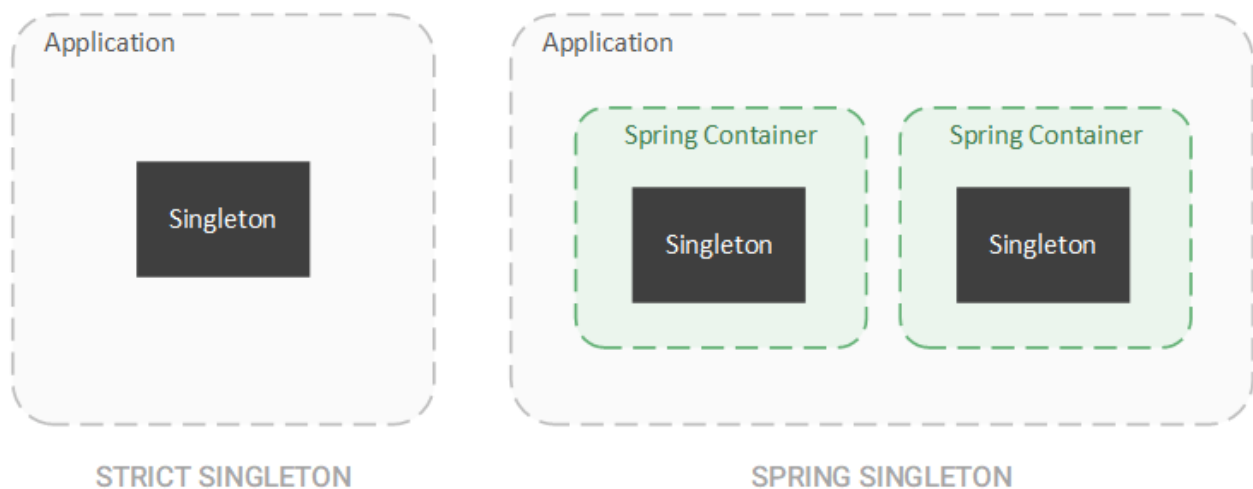 Application
Singleton
STRICT SINGLETON
Application
Spring Container
Singleton
Spring Container
Singleton
SPRING SINGLETON